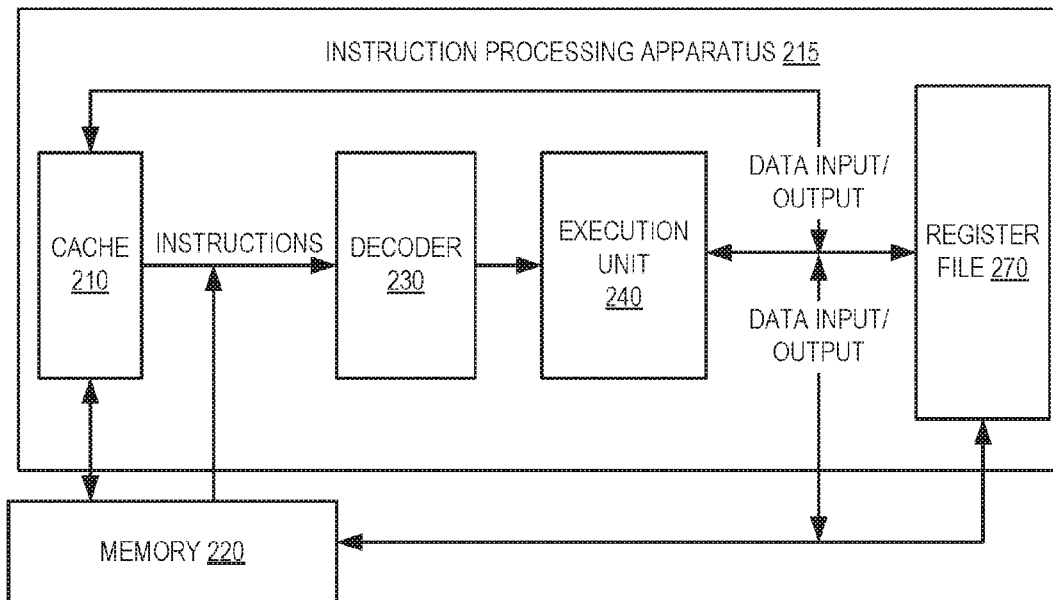 INSTRUCTION PROCESSING APPARATUS 215
CACHE
210
INSTRUCTIONS
DECODER
230
EXECUTION
UNIT
240
DATA INPUT/
OUTPUT
DATA INPUT/
OUTPUT
REGISTER
FILE 270
MEMORY 220